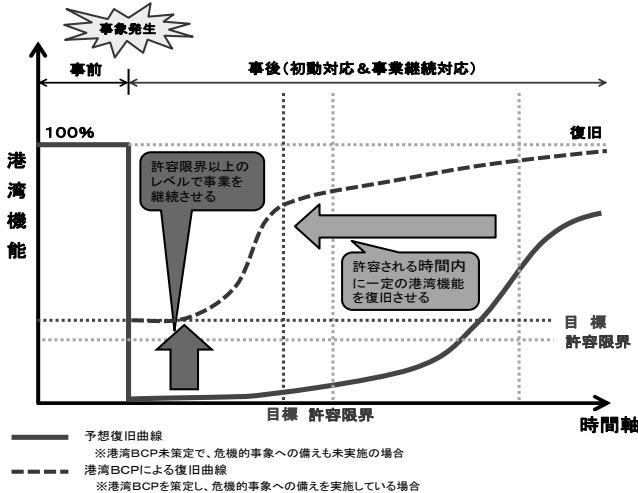 事象発生
事前
事後（初動対応＆事業継続対応）
100%
復旧
港湾機能
許容限界以上の
レベルで事業を
継続させる
許容される時間内
に一定の港湾機能
を復旧させる
目 標
許容限界
目標 許容限界
時間軸
予想復旧曲線
※港湾BCP未策定で、危機的事象への備えも未実施の場合
港湾BCPによる復旧曲線
※港湾BCPを策定し、危機的事象への備えを実施している場合